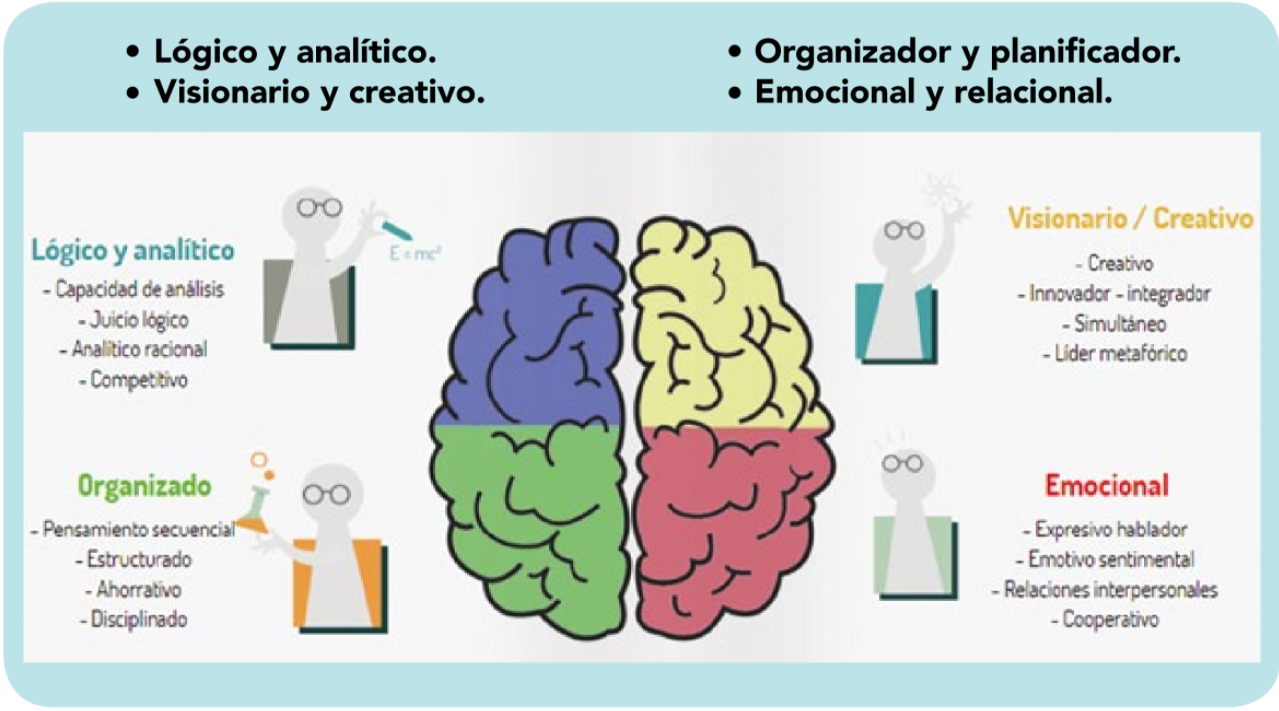 • Lógico y analítico.
• Visionario y creativo.
• Organizador y planificador.
• Emocional y relacional.
Lógico y analítico
- Capacidad de análisis
- Juicio lógico
- Analítico racional
- Competitivo
E = mc²
Visionario / Creativo
- Creativo
- Innovador - integrador
- Simultáneo
- Líder metafórico
Organizado
- Pensamiento secuencial
- Estructurado
- Ahorrativo
- Disciplinado
Emocional
- Expresivo hablador
- Emotivo sentimental
- Relaciones interpersonales
- Cooperativo